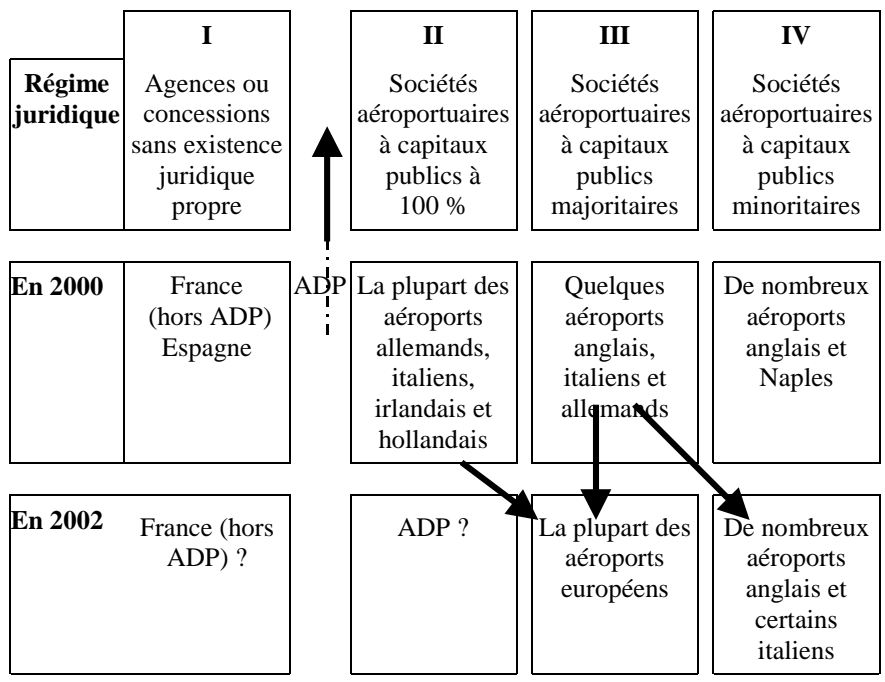 I
Régime
juridique
Agences ou
concessions
sans existence
juridique
propre
II
Sociétés
aéroportuaires
à capitaux
publics à
100 %
III
Sociétés
aéroportuaires
à capitaux
publics
majoritaires
IV
Sociétés
aéroportuaires
à capitaux
publics
minoritaires
En 2000
France
(hors ADP)
Espagne
ADP
La plupart des
aéroports
allemands,
italiens,
irlandais et
hollandais
Quelques
aéroports
anglais,
italiens et
allemands
De nombreux
aéroports
anglais et
Naples
En 2002
France (hors
ADP) ?
ADP ?
La plupart des
aéroports
européens
De nombreux
aéroports
anglais et
certains
italiens